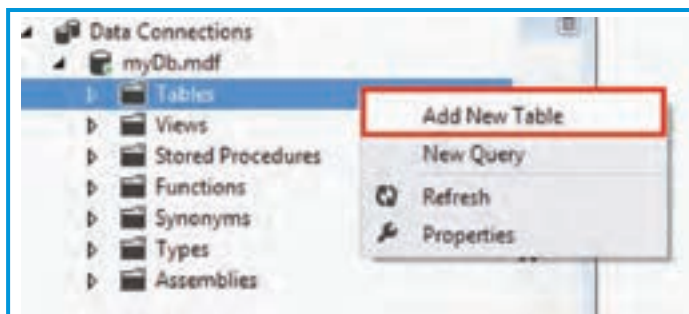 Data Connections
myDb.mdf
Tables
Views
Stored Procedures
Functions
Synonyms
Types
Assemblies
Add New Table
New Query
Refresh
Properties